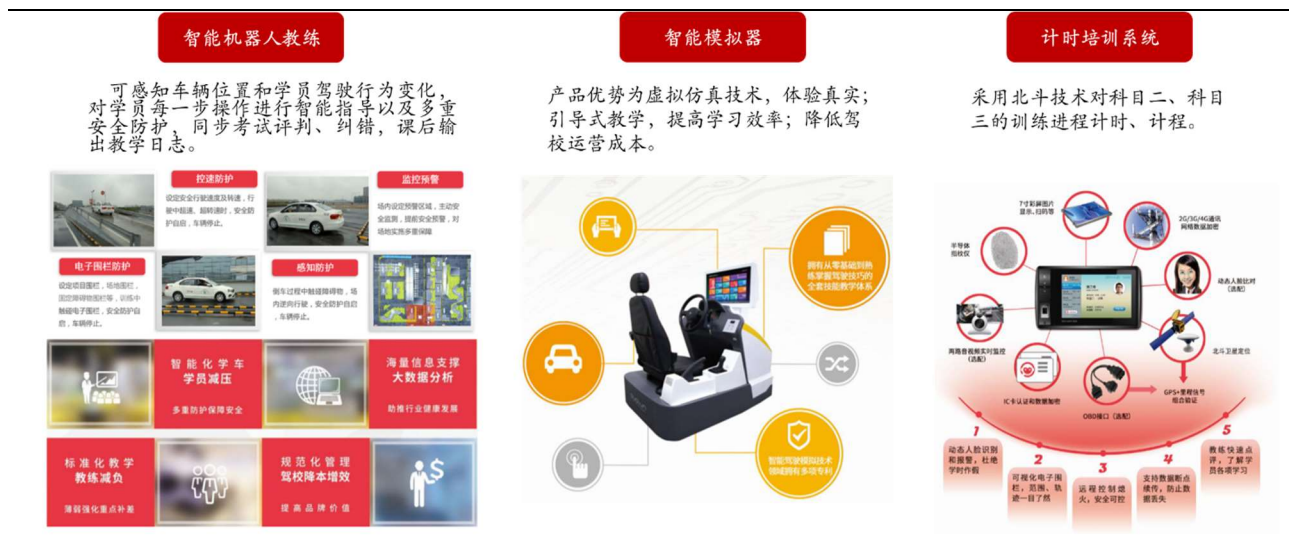 智能机器人教练
可感知车辆位置和学员驾驶行为变化，
对学员每一步操作进行智能指导以及多重
安全防护，同步考试评判、纠错，课后输
出教学日志。
控速防护
设定安全行驶速度及转速，行
驶中超速、超转速时，安全防
护自启，车辆停止。
监控预警
场内设定预警区域，主动安
全监测，提前安全预警，对
场地实施多重保障
电子围栏防护
设定项目围栏，场地围栏，
固定障碍物围栏等，训练中
触碰电子围栏，安全防护自
启，车辆停止。
感知防护
倒车过程中触碰障碍物，场
内逆向行驶，安全防护自启
，车辆停止。
智能化学车
学员减压
多重防护保障安全
海量信息支撑
大数据分析
助推行业健康发展
标准化教学
教练减负
薄弱强化重点补差
规范化管理
驾校降本增效
提高品牌价值
智能模拟器
产品优势为虚拟仿真技术，体验真实；
引导式教学，提高学习效率；降低驾
校运营成本。
拥有从零基础到熟
练掌握驾驶技巧的
全套技能教学体系
智能驾驶模拟技术
领域拥有多项专利
计时培训系统
采用北斗技术对科目二、科目
三的训练进程计时、计程。
7寸彩屏图片
显示，扫码等
2G/3G/4G通讯
网络数据加密
半导体
指纹仪
动态人脸比对
（选配）
两路音视频实时监控
（选配）
北斗卫星定位
IC卡认证和数据加密
OBD接口（选配）
GPS+里程信号
组合验证
1
动态人脸识别
和报警，杜绝
学时作假
2
可视化电子围
栏，范围、轨
迹一目了然
3
远程控制熄
火，安全可控
4
支持数据断点
续传，防止数
据丢失
5
教练快速点
评，了解学
员各项学习